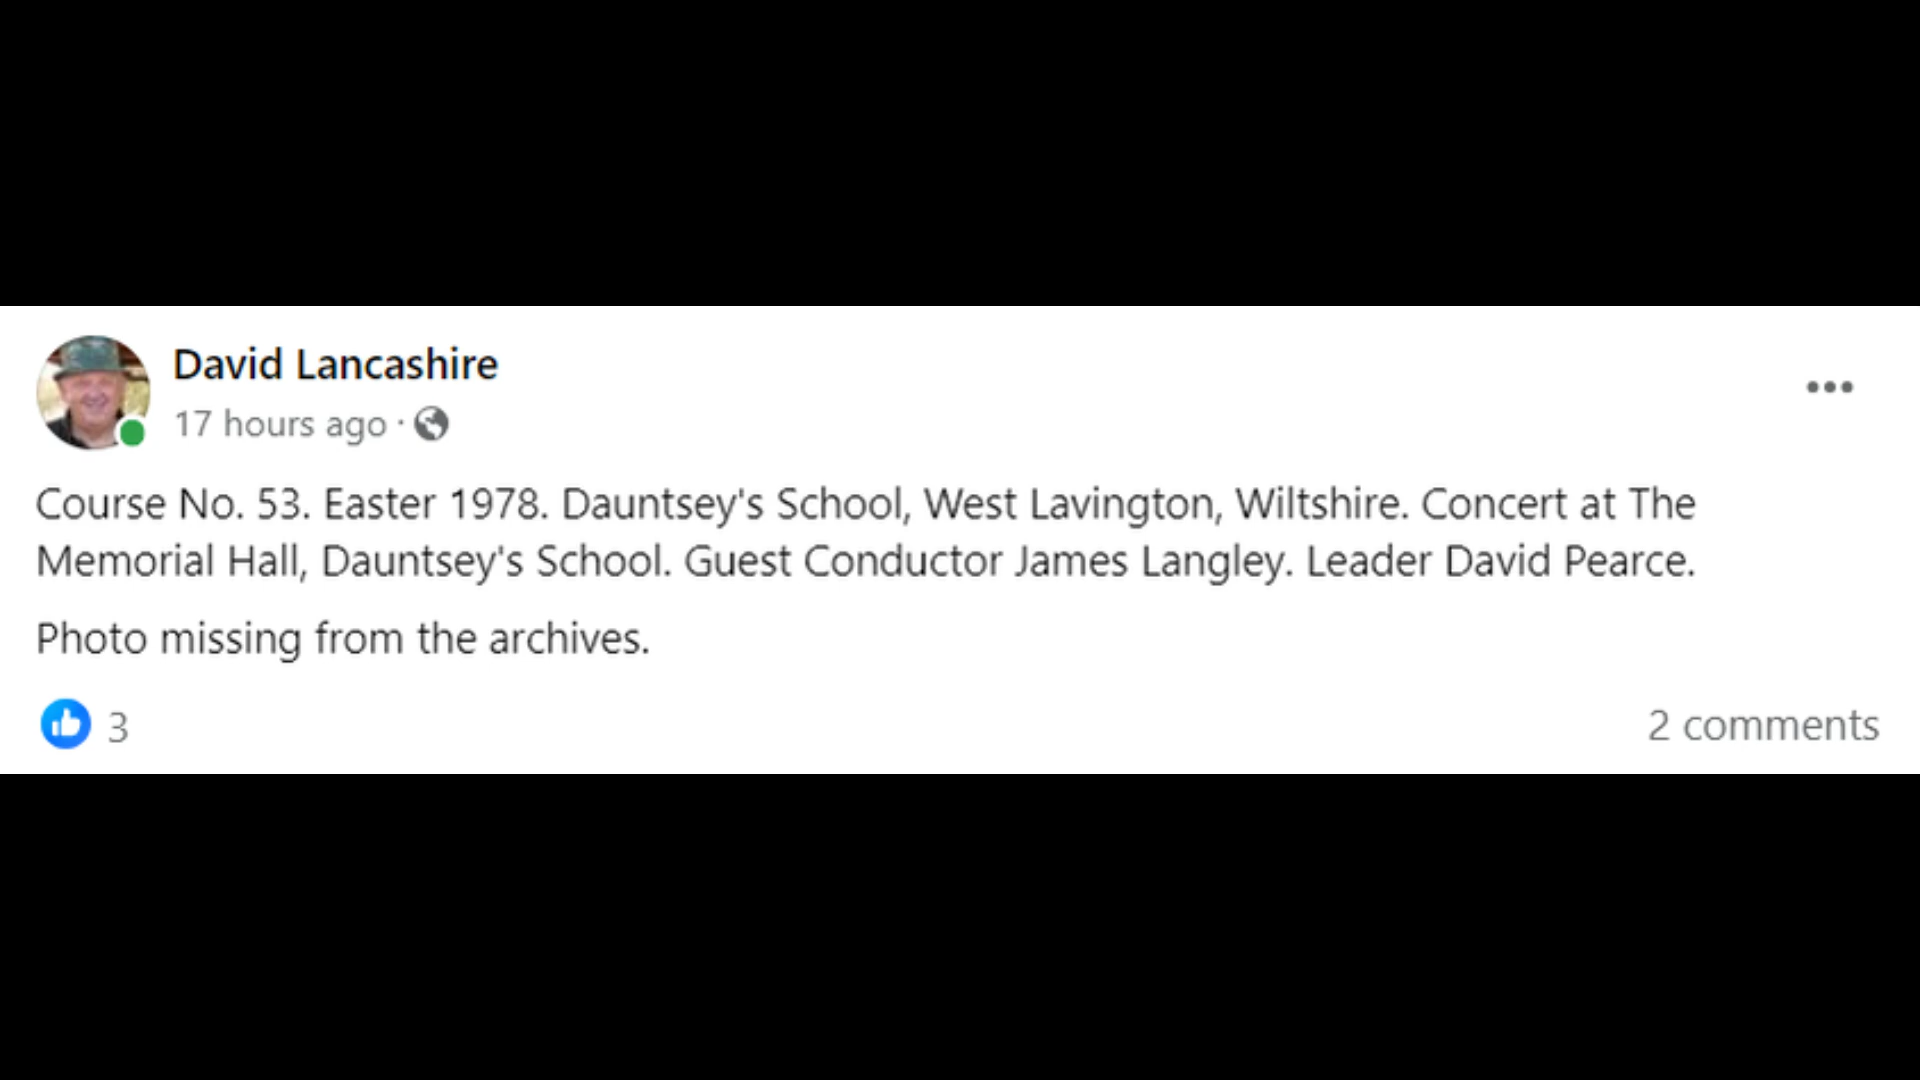 David Lancashire
17 hours ago ·
Course No. 53. Easter 1978. Dauntsey's School, West Lavington, Wiltshire. Concert at The
Memorial Hall, Dauntsey's School. Guest Conductor James Langley. Leader David Pearce.
Photo missing from the archives.
3
2 comments